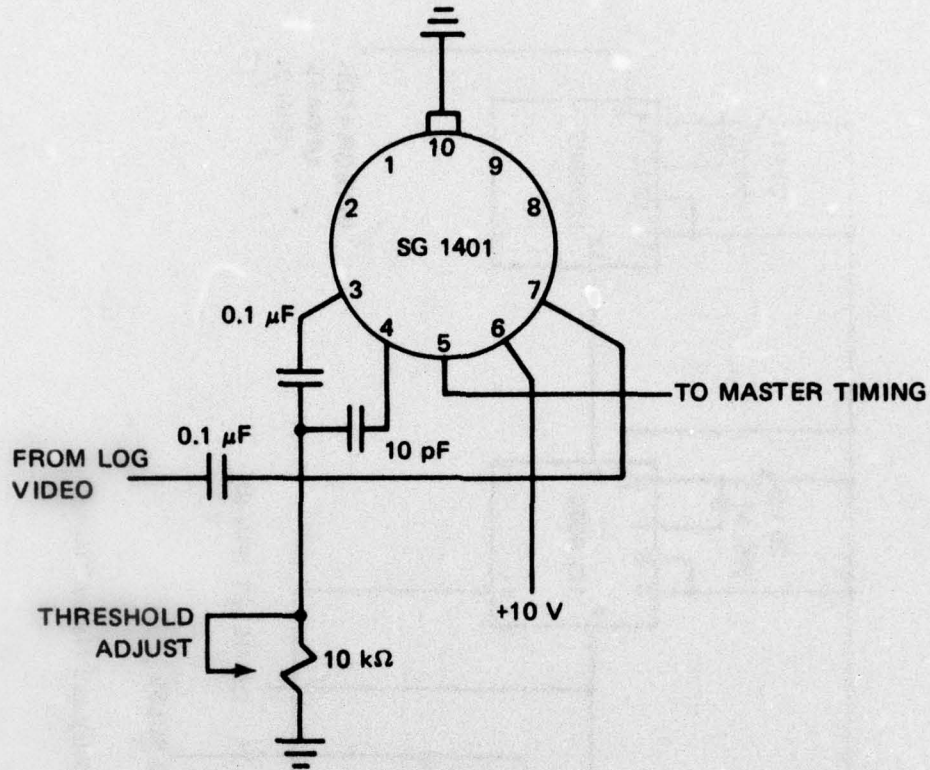 10
1
9
2
8
SG 1401
3
7
0.1 μF
4
6
5
TO MASTER TIMING
0.1 μF
10 pF
FROM LOG
VIDEO
+10 V
THRESHOLD
ADJUST
10 kΩ